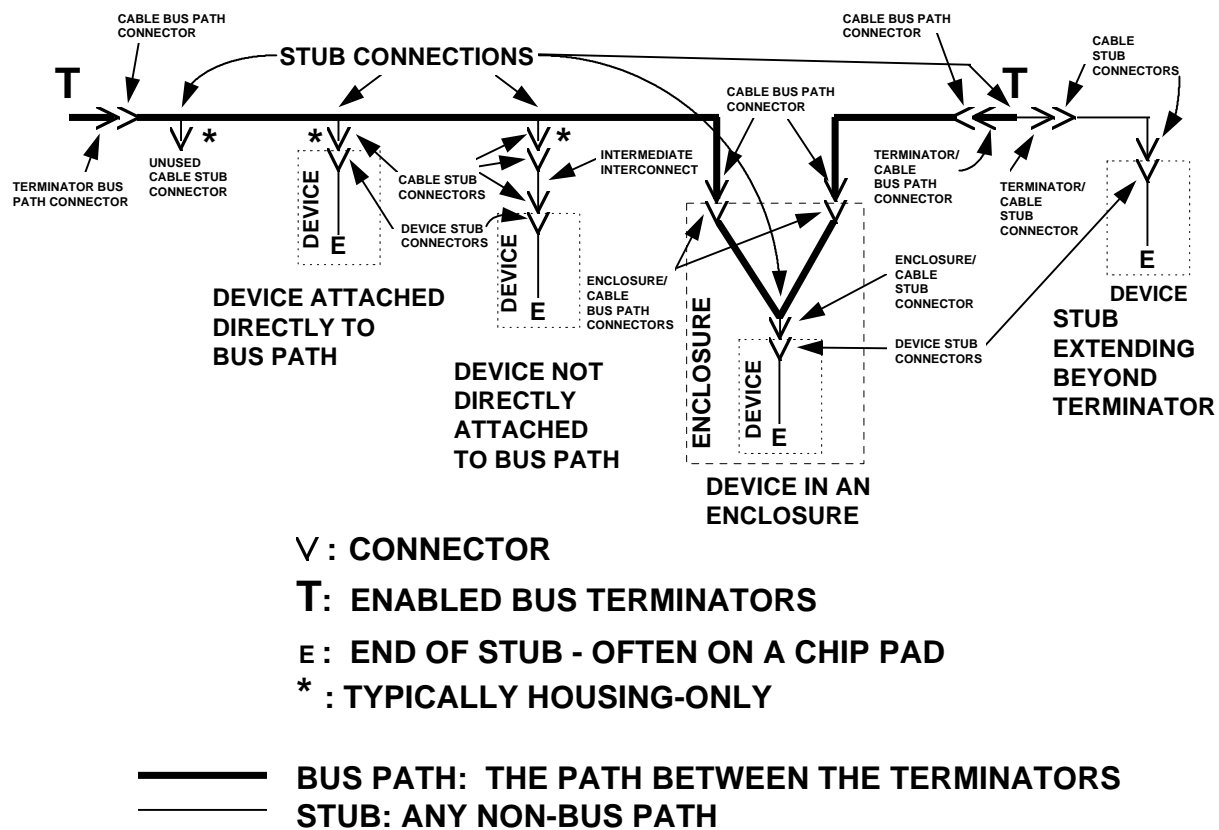 CABLE BUS PATH
CONNECTOR
STUB CONNECTIONS
CABLE BUS PATH
CONNECTOR
CABLE
STUB
CONNECTORS
T
T
CABLE BUS PATH
CONNECTOR
*
*
*
TERMINATOR BUS
PATH CONNECTOR
UNUSED
CABLE STUB
CONNECTOR
CABLE STUB
CONNECTORS
INTERMEDIATE
INTERCONNECT
TERMINATOR/
CABLE
BUS PATH
CONNECTOR
TERMINATOR/
CABLE
STUB
CONNECTOR
DEVICE
E
DEVICE STUB
CONNECTORS
DEVICE
E
ENCLOSURE/
CABLE
BUS PATH
CONNECTORS
ENCLOSURE/
CABLE
STUB
CONNECTOR
E
DEVICE
DEVICE ATTACHED
DIRECTLY TO
BUS PATH
DEVICE NOT
DIRECTLY
ATTACHED
TO BUS PATH
ENCLOSURE
DEVICE
E
DEVICE STUB
CONNECTORS
STUB
EXTENDING
BEYOND
TERMINATOR
DEVICE IN AN
ENCLOSURE
V : CONNECTOR
T: ENABLED BUS TERMINATORS
E : END OF STUB - OFTEN ON A CHIP PAD
* : TYPICALLY HOUSING-ONLY
BUS PATH: THE PATH BETWEEN THE TERMINATORS
STUB: ANY NON-BUS PATH